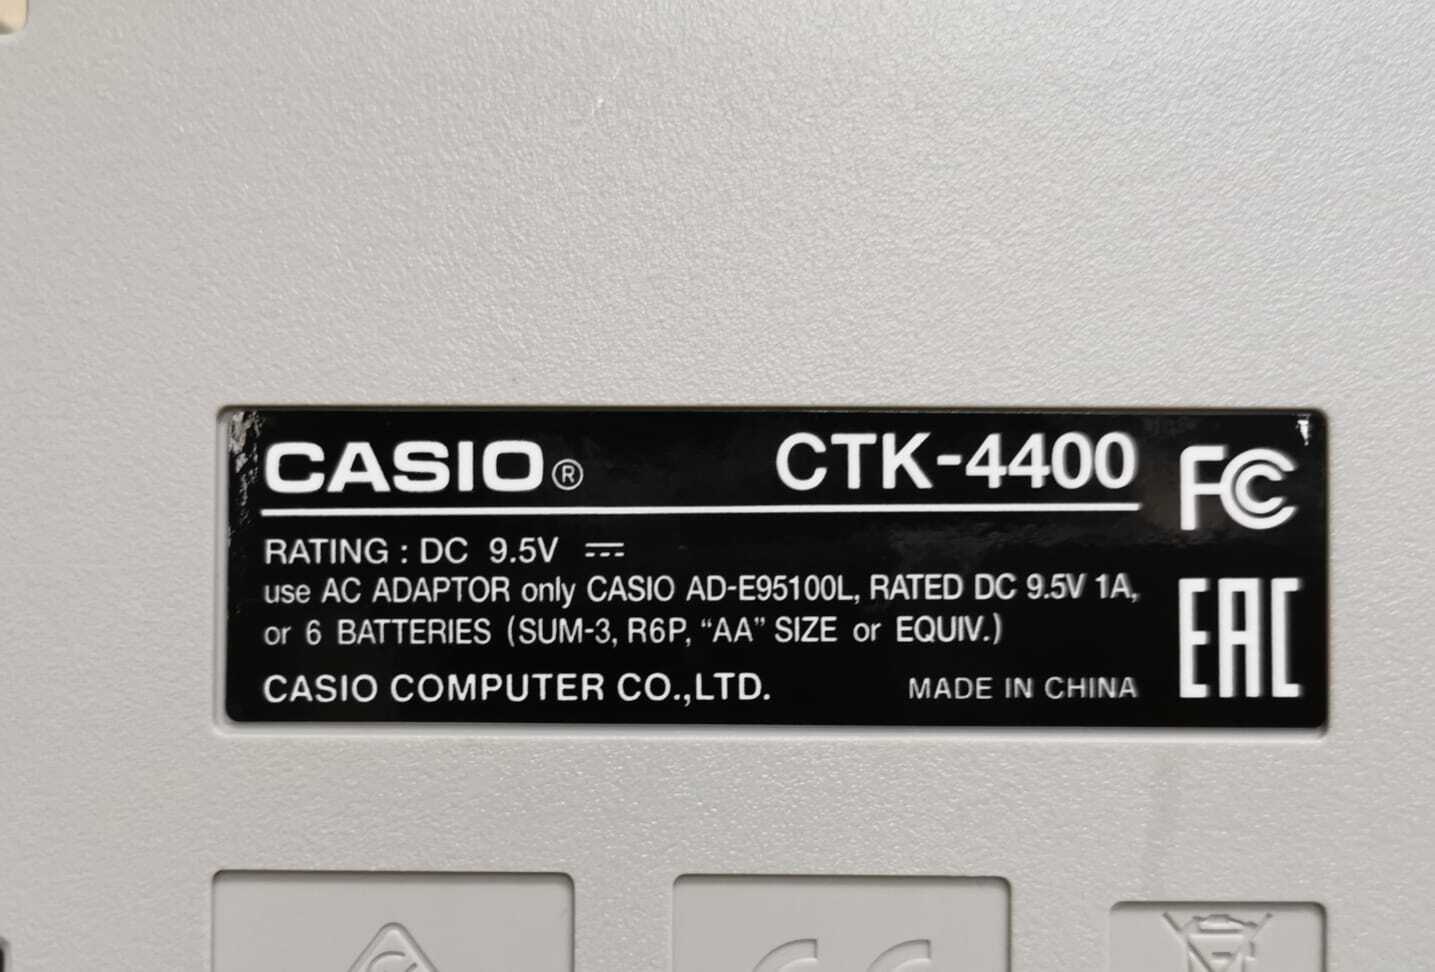 CASIO® CTK-4400
FC
RATING : DC 9.5V
use AC ADAPTOR only CASIO AD-E95100L, RATED DC 9.5V 1A,
or 6 BATTERIES (SUM-3, R6P, “AA” SIZE or EQUIV.)
EAC
CASIO COMPUTER CO.,LTD. MADE IN CHINA
CE